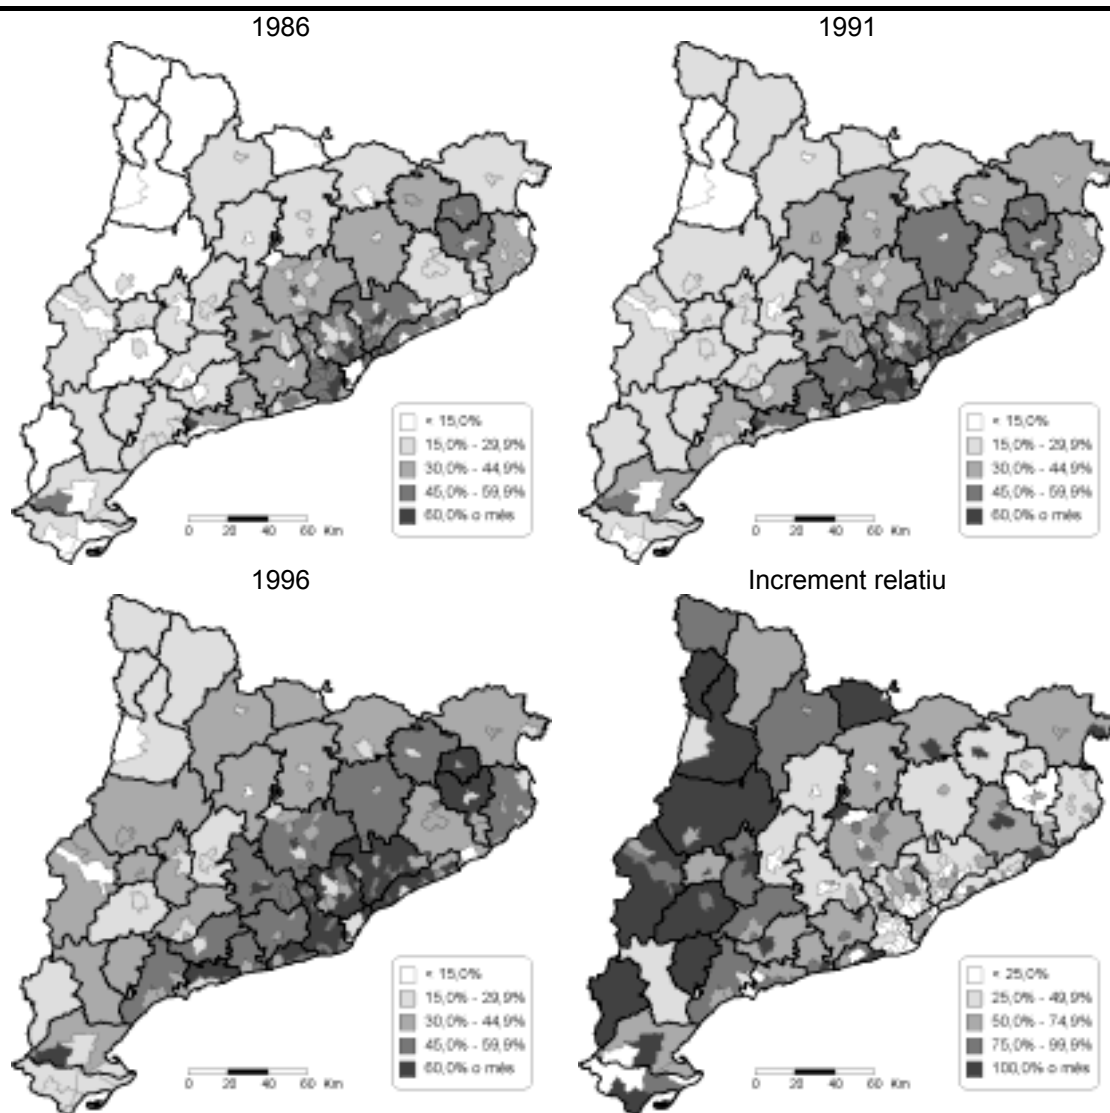 1986
1991
< 15,0%
15,0% - 29,9%
30,0% - 44,9%
45,0% - 59,9%
60,0% o més
0 20 40 60 Km
< 15,0%
15,0% - 29,9%
30,0% - 44,9%
45,0% - 59,9%
60,0% o més
0 20 40 60 Km
1996
Increment relatiu
< 15,0%
15,0% - 29,9%
30,0% - 44,9%
45,0% - 59,9%
60,0% o més
0 20 40 60 Km
< 25,0%
25,0% - 49,9%
50,0% - 74,9%
75,0% - 99,9%
100,0% o més
0 20 40 60 Km